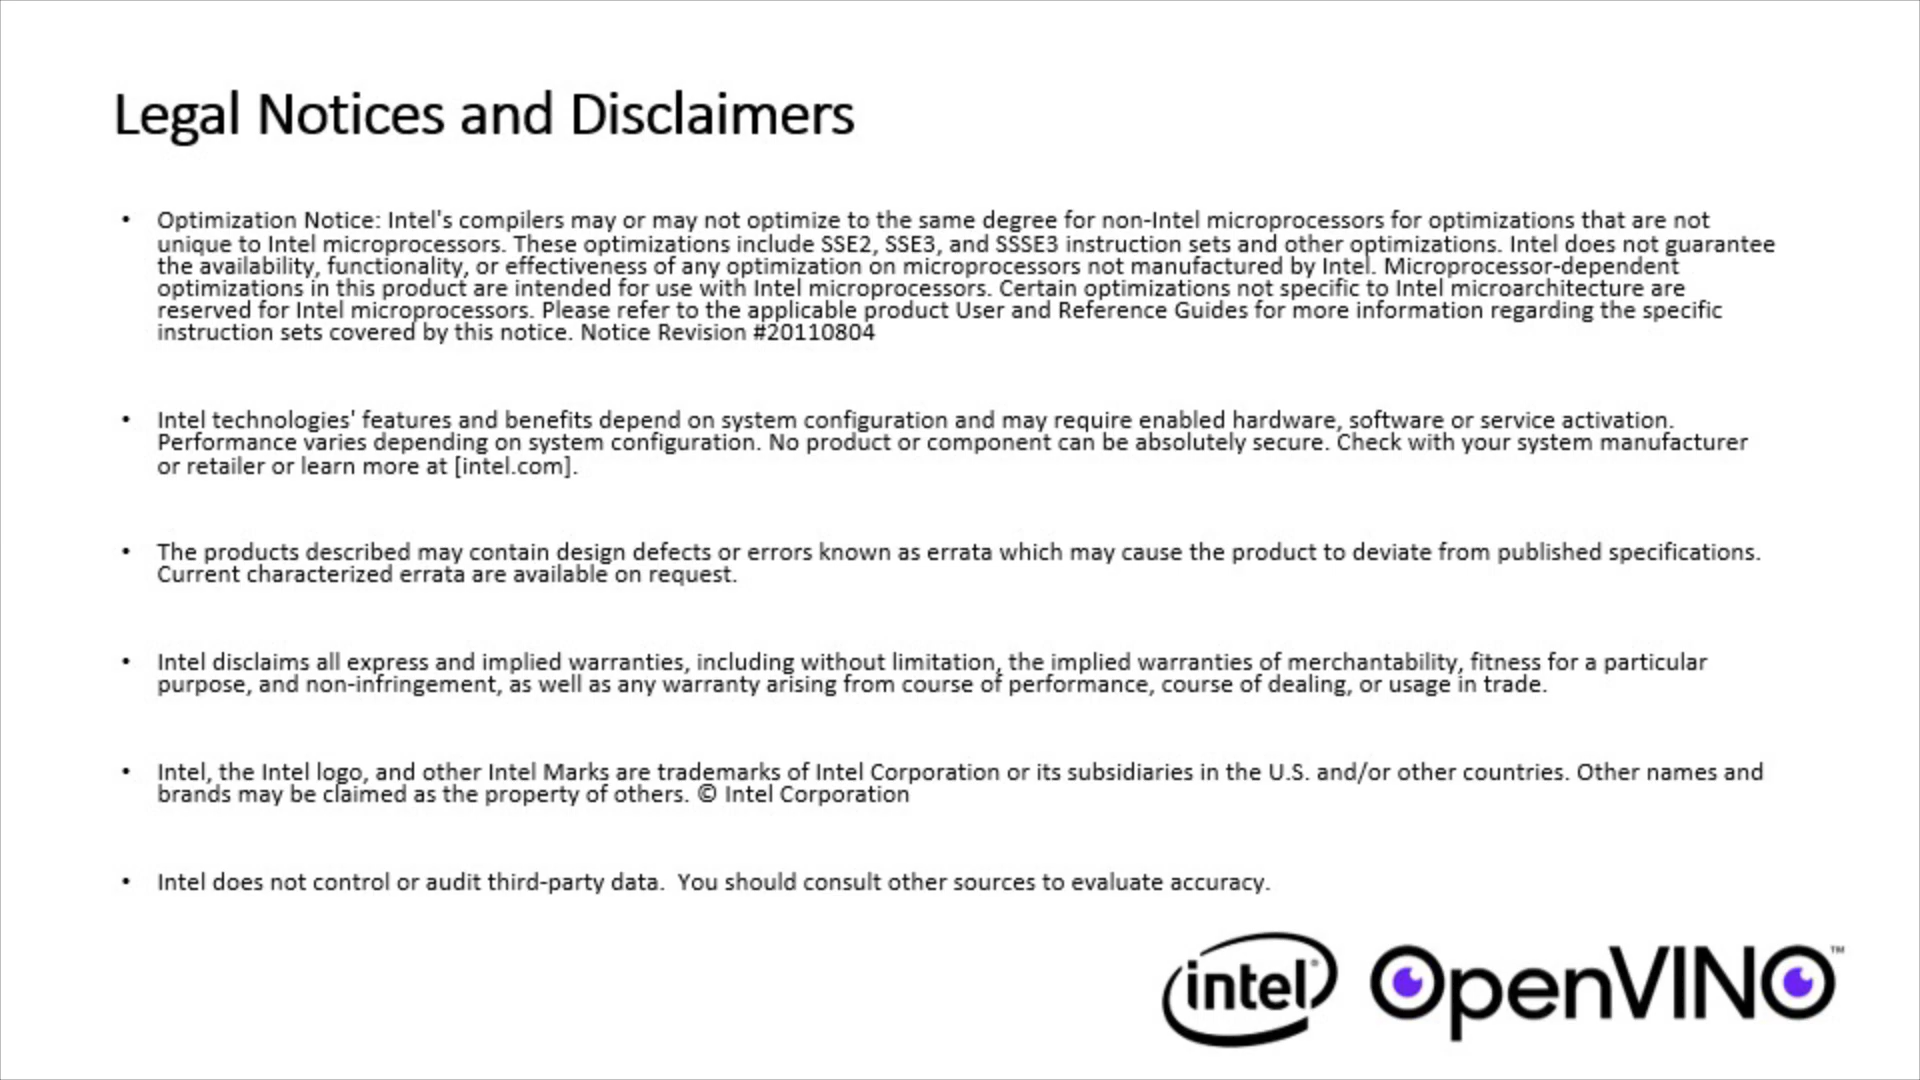 Legal Notices and Disclaimers
• Optimization Notice: Intel's compilers may or may not optimize to the same degree for non-Intel microprocessors for optimizations that are not
unique to Intel microprocessors. These optimizations include SSE2, SSE3, and SSSE3 instruction sets and other optimizations. Intel does not guarantee
the availability, functionality, or effectiveness of any optimization on microprocessors not manufactured by Intel. Microprocessor-dependent
optimizations in this product are intended for use with Intel microprocessors. Certain optimizations not specific to Intel microarchitecture are
reserved for Intel microprocessors. Please refer to the applicable product User and Reference Guides for more information regarding the specific
instruction sets covered by this notice. Notice Revision #20110804
• Intel technologies' features and benefits depend on system configuration and may require enabled hardware, software or service activation.
Performance varies depending on system configuration. No product or component can be absolutely secure. Check with your system manufacturer
or retailer or learn more at [intel.com].
• The products described may contain design defects or errors known as errata which may cause the product to deviate from published specifications.
Current characterized errata are available on request.
• Intel disclaims all express and implied warranties, including without limitation, the implied warranties of merchantability, fitness for a particular
purpose, and non-infringement, as well as any warranty arising from course of performance, course of dealing, or usage in trade.
• Intel, the Intel logo, and other Intel Marks are trademarks of Intel Corporation or its subsidiaries in the U.S. and/or other countries. Other names and
brands may be claimed as the property of others. © Intel Corporation
• Intel does not control or audit third-party data.  You should consult other sources to evaluate accuracy.
intel® OpenVINO™